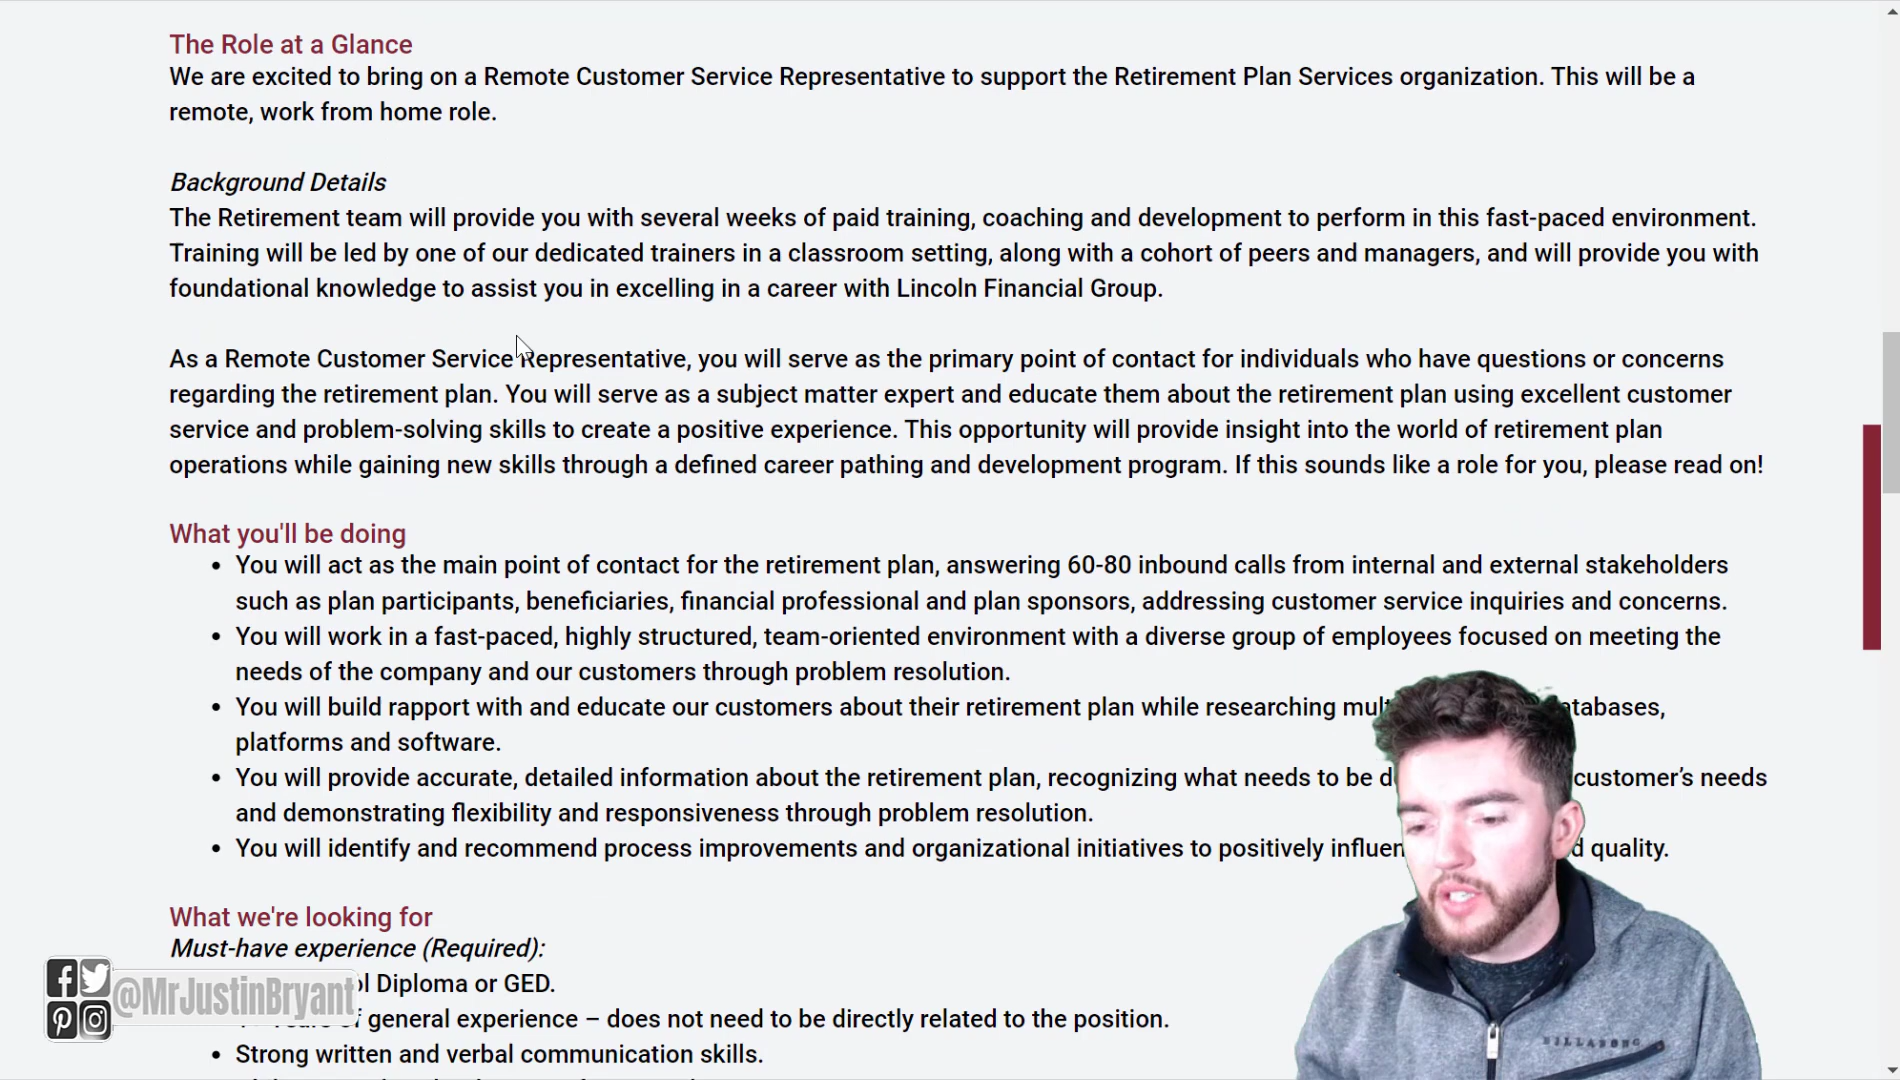 The Role at a Glance
We are excited to bring on a Remote Customer Service Representative to support the Retirement Plan Services organization. This will be a
remote, work from home role.
Background Details
The Retirement team will provide you with several weeks of paid training, coaching and development to perform in this fast-paced environment.
Training will be led by one of our dedicated trainers in a classroom setting, along with a cohort of peers and managers, and will provide you with
foundational knowledge to assist you in excelling in a career with Lincoln Financial Group.
As a Remote Customer Service Representative, you will serve as the primary point of contact for individuals who have questions or concerns
regarding the retirement plan. You will serve as a subject matter expert and educate them about the retirement plan using excellent customer
service and problem-solving skills to create a positive experience. This opportunity will provide insight into the world of retirement plan
operations while gaining new skills through a defined career pathing and development program. If this sounds like a role for you, please read on!
What you'll be doing
• You will act as the main point of contact for the retirement plan, answering 60-80 inbound calls from internal and external stakeholders
such as plan participants, beneficiaries, financial professional and plan sponsors, addressing customer service inquiries and concerns.
• You will work in a fast-paced, highly structured, team-oriented environment with a diverse group of employees focused on meeting the
needs of the company and our customers through problem resolution.
• You will build rapport with and educate our customers about their retirement plan while researching
platforms and software.
• You will provide accurate, detailed information about the retirement plan, recognizing what needs to be customer’s needs
and demonstrating flexibility and responsiveness through problem resolution.
• You will identify and recommend process improvements and organizational initiatives to positively quality.
What we're looking for
Must-have experience (Required):
Diploma or GED.
general experience – does not need to be directly related to the position.
• Strong written and verbal communication skills.
@MrJustinBryant
BILLABONG